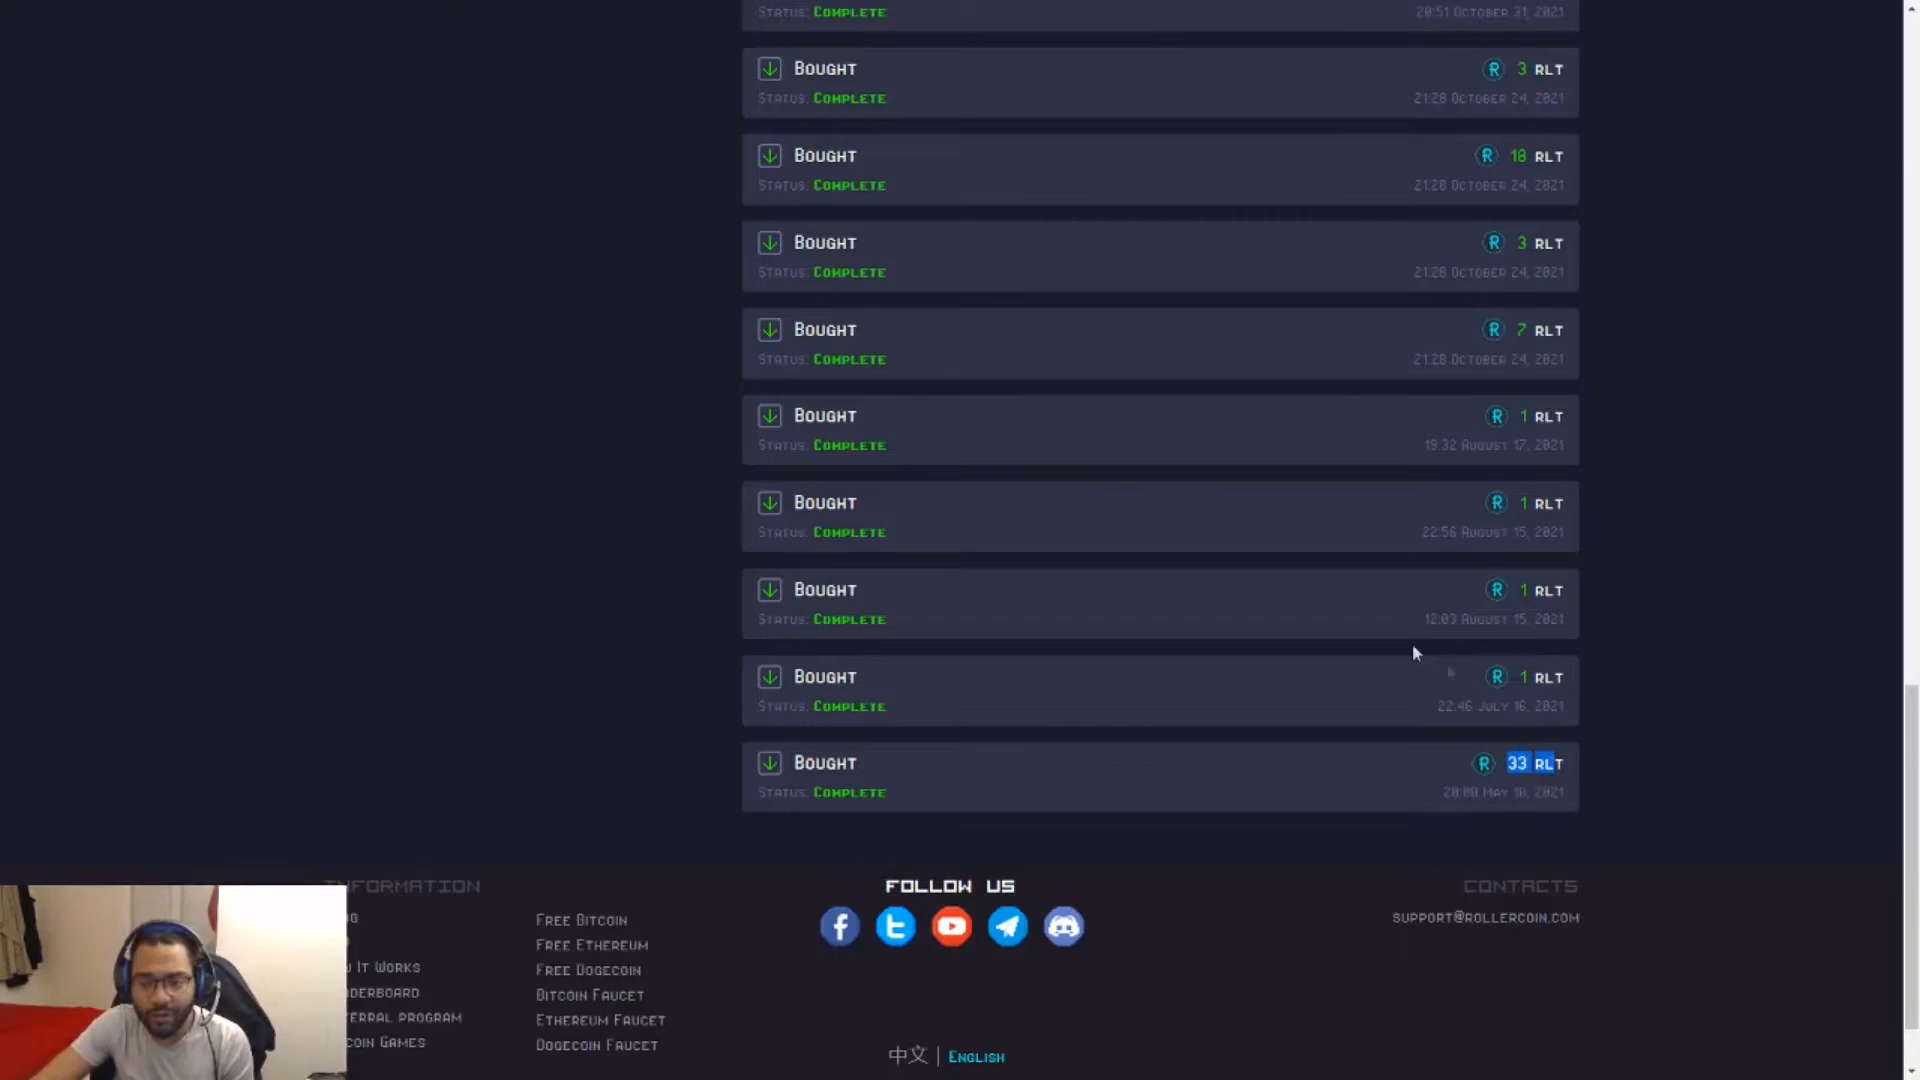 Status: Complete 20:51 October 31, 2021
Bought 3 RLT
Status: Complete 21:28 October 24, 2021
Bought 18 RLT
Status: Complete 21:28 October 24, 2021
Bought 3 RLT
Status: Complete 21:28 October 24, 2021
Bought 7 RLT
Status: Complete 21:28 October 24, 2021
Bought 1 RLT
Status: Complete 19:32 August 17, 2021
Bought 1 RLT
Status: Complete 22:56 August 15, 2021
Bought 1 RLT
Status: Complete 12:03 August 15, 2021
Bought 1 RLT
Status: Complete 22:46 July 16, 2021
Bought 33 RLT
Status: Complete
INFORMATION FOLLOW US CONTACTS
Free Bitcoin support@rollercoin.com
Free Ethereum
It Works Free Dogecoin
Bitcoin Faucet
program Ethereum Faucet
Games Dogecoin Faucet
中文 | English